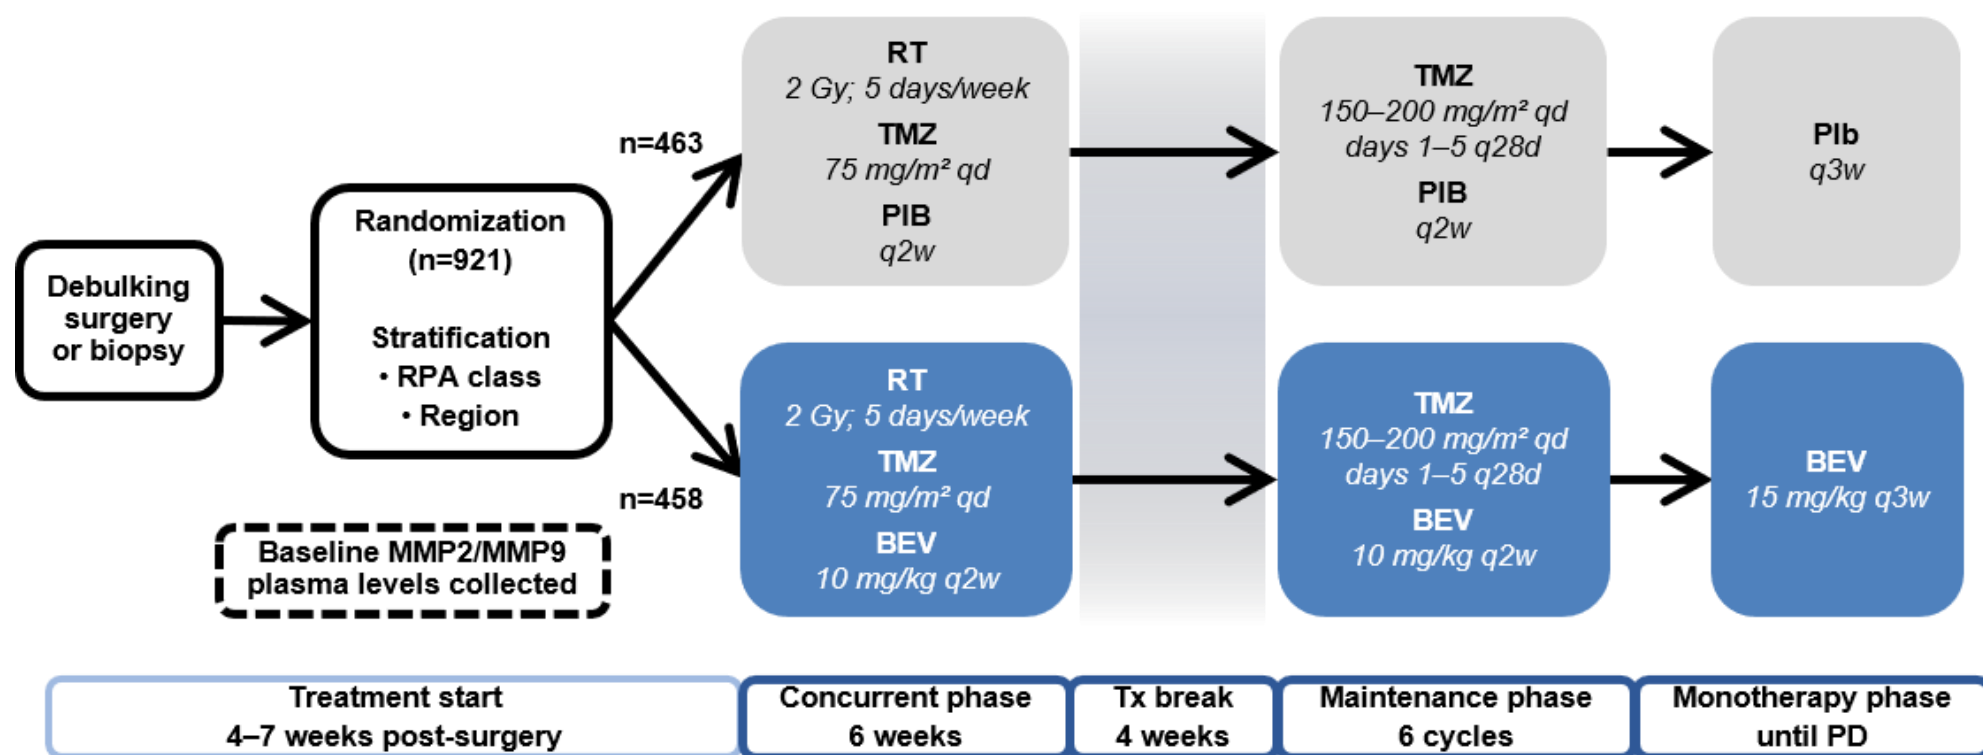 Debulking
surgery
or biopsy
Randomization
(n=921)
Stratification
• RPA class
• Region
Baseline MMP2/MMP9
plasma levels collected
n=463
n=458
RT
2 Gy; 5 days/week
TMZ
75 mg/m² qd
PIB
q2w
TMZ
150–200 mg/m² qd
days 1–5 q28d
PIB
q2w
PIb
q3w
RT
2 Gy; 5 days/week
TMZ
75 mg/m² qd
BEV
10 mg/kg q2w
TMZ
150–200 mg/m² qd
days 1–5 q28d
BEV
10 mg/kg q2w
BEV
15 mg/kg q3w
Treatment start
4–7 weeks post-surgery
Concurrent phase
6 weeks
Tx break
4 weeks
Maintenance phase
6 cycles
Monotherapy phase
until PD